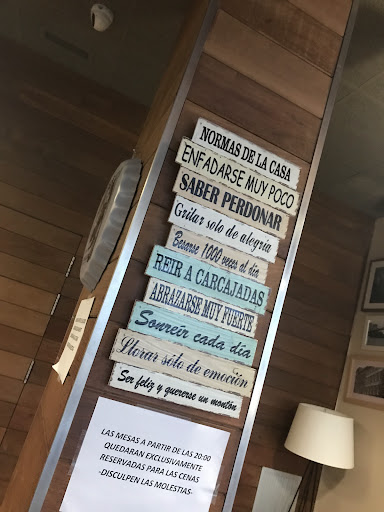 NORMAS DE LA CASA
ENFADARSE MUY POCO
SABER PERDONAR
Gritar solo de alegría
Besarse 1000 veces al día
REIR A CARCAJADAS
ABRAZARSE MUY FUERTE
Sonreír cada día
Llorar sólo de emoción
Ser feliz y quererse un montón
LAS MESAS A PARTIR DE LAS 20:00
QUEDARAN EXCLUSIVAMENTE
RESERVADAS PARA LAS CENAS
-DISCULPEN LAS MOLESTIAS-